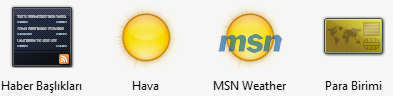 msn
Haber Başlıkları
Hava
MSN Weather
Para Birimi